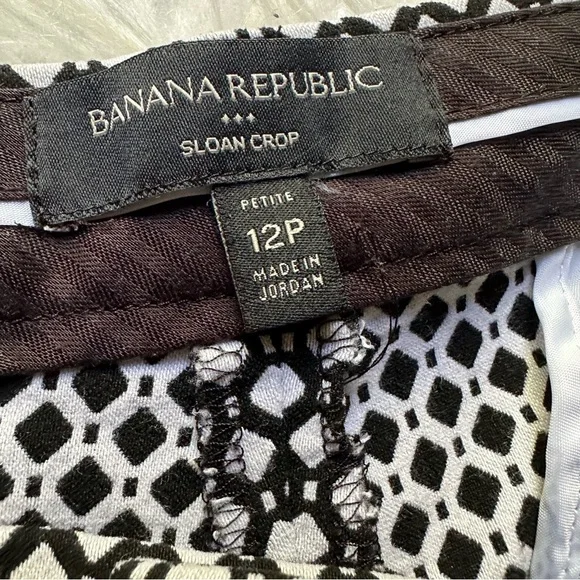 BANANA REPUBLIC
SLOAN CROP
PETITE
12P
MADE IN
JORDAN